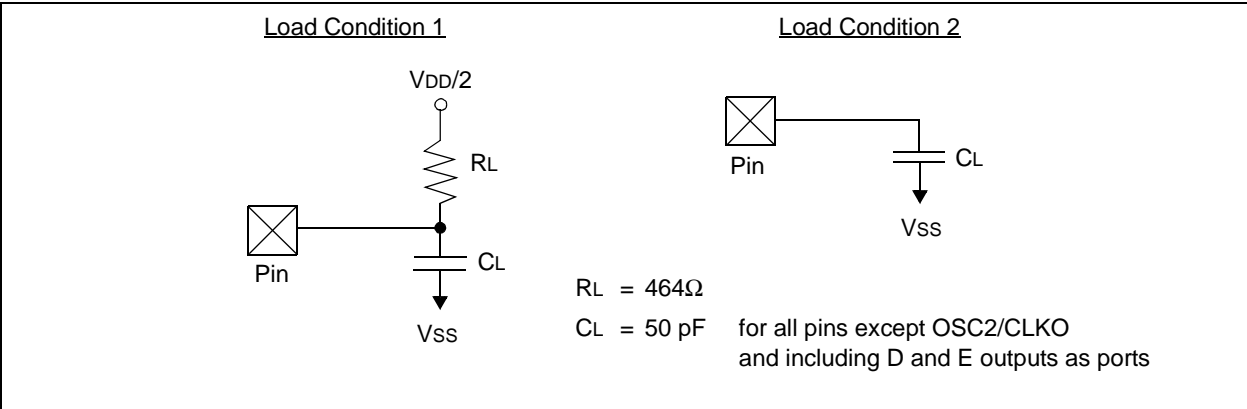 Load Condition 1
VDD/2
RL
Pin
CL
VSS
Load Condition 2
Pin
CL
VSS
RL = 464Ω
CL = 50 pF for all pins except OSC2/CLKO
and including D and E outputs as ports